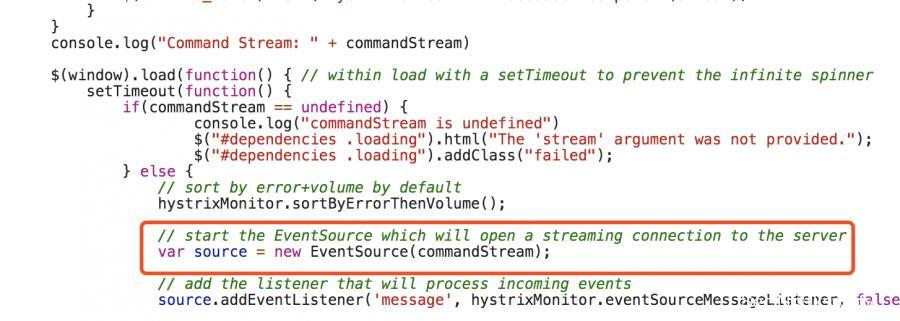 }
}
console.log("Command Stream: " + commandStream)
$(window).load(function() { // within load with a setTimeout to prevent the infinite spinner
setTimeout(function() {
if(commandStream == undefined) {
console.log("commandStream is undefined")
$("#dependencies .loading").html("The 'stream' argument was not provided.");
$("#dependencies .loading").addClass("failed");
} else {
// sort by error+volume by default
hystrixMonitor.sortByErrorThenVolume();
// start the EventSource which will open a streaming connection to the server
var source = new EventSource(commandStream);
// add the listener that will process incoming events
source.addEventListener('message', hystrixMonitor.eventSourceMessageListener, false